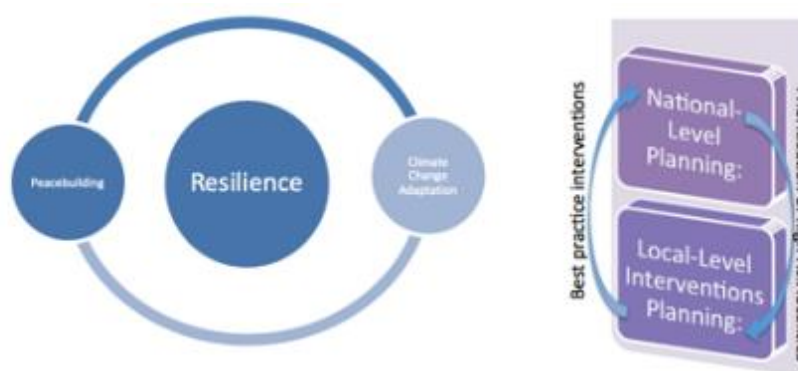 Peacebuilding
Resilience
Climate
Change
Adaptation
Best practice interventions
National-
Level
Planning:
Local-Level
Interventions
Planning: